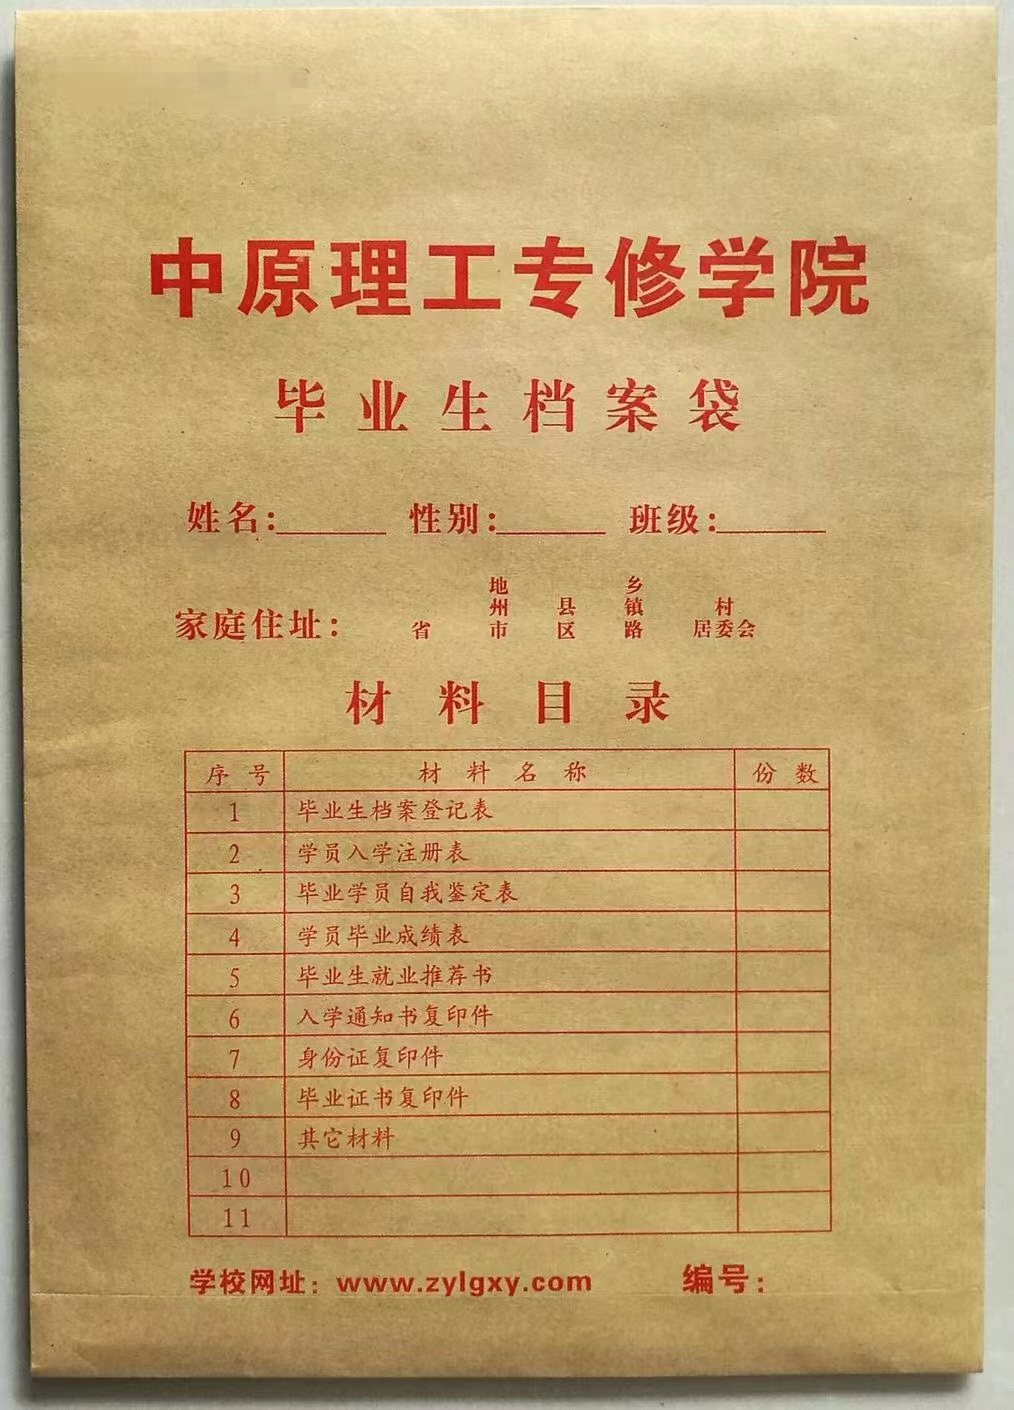 中原理工专修学院
毕业生档案袋
姓名:______ 性别:______ 班级:______
家庭住址: 省 地州市 县区 乡镇路 村居委会
材料目录
序号 材料名称 份数
1 毕业生档案登记表
2 学员入学注册表
3 毕业学员自我鉴定表
4 学员毕业成绩表
5 毕业生就业推荐书
6 入学通知书复印件
7 身份证复印件
8 毕业证书复印件
9 其它材料
10
11
学校网址: www.zylgxy.com 编号: